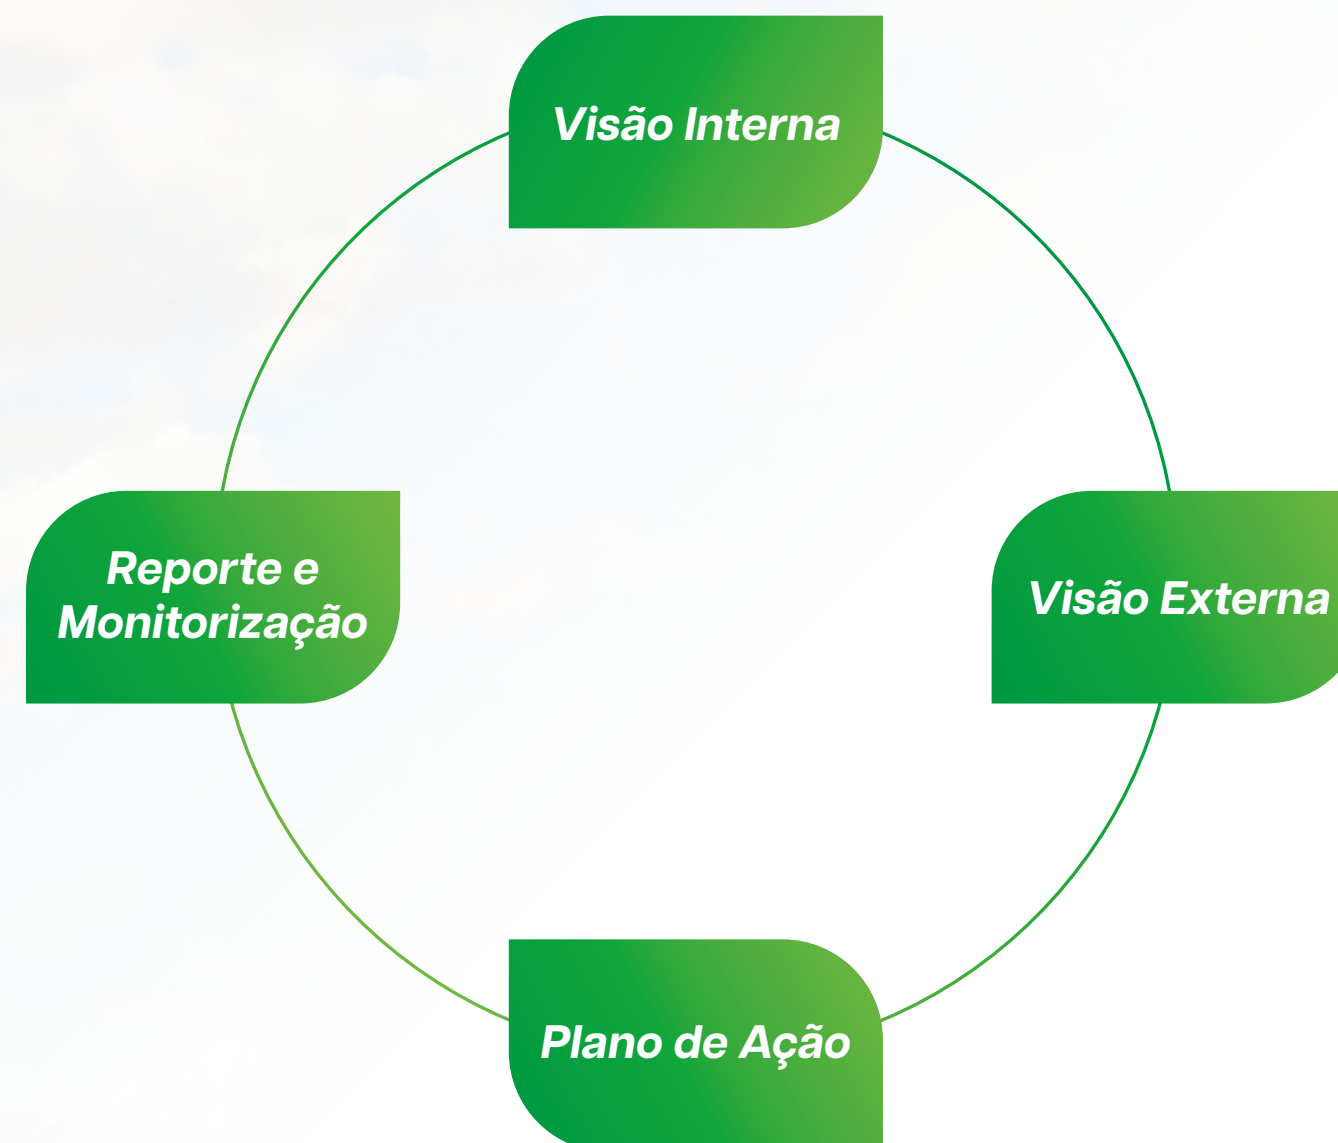 Visão Interna
Reporte e
Monitorização
Visão Externa
Plano de Ação